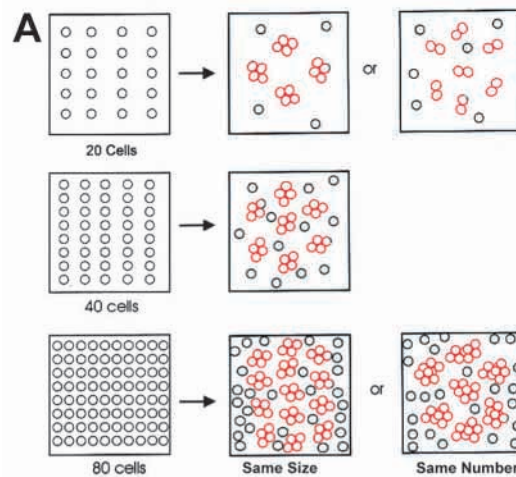 A
or
20 Cells
40 cells
or
80 cells
Same Size
Same Number